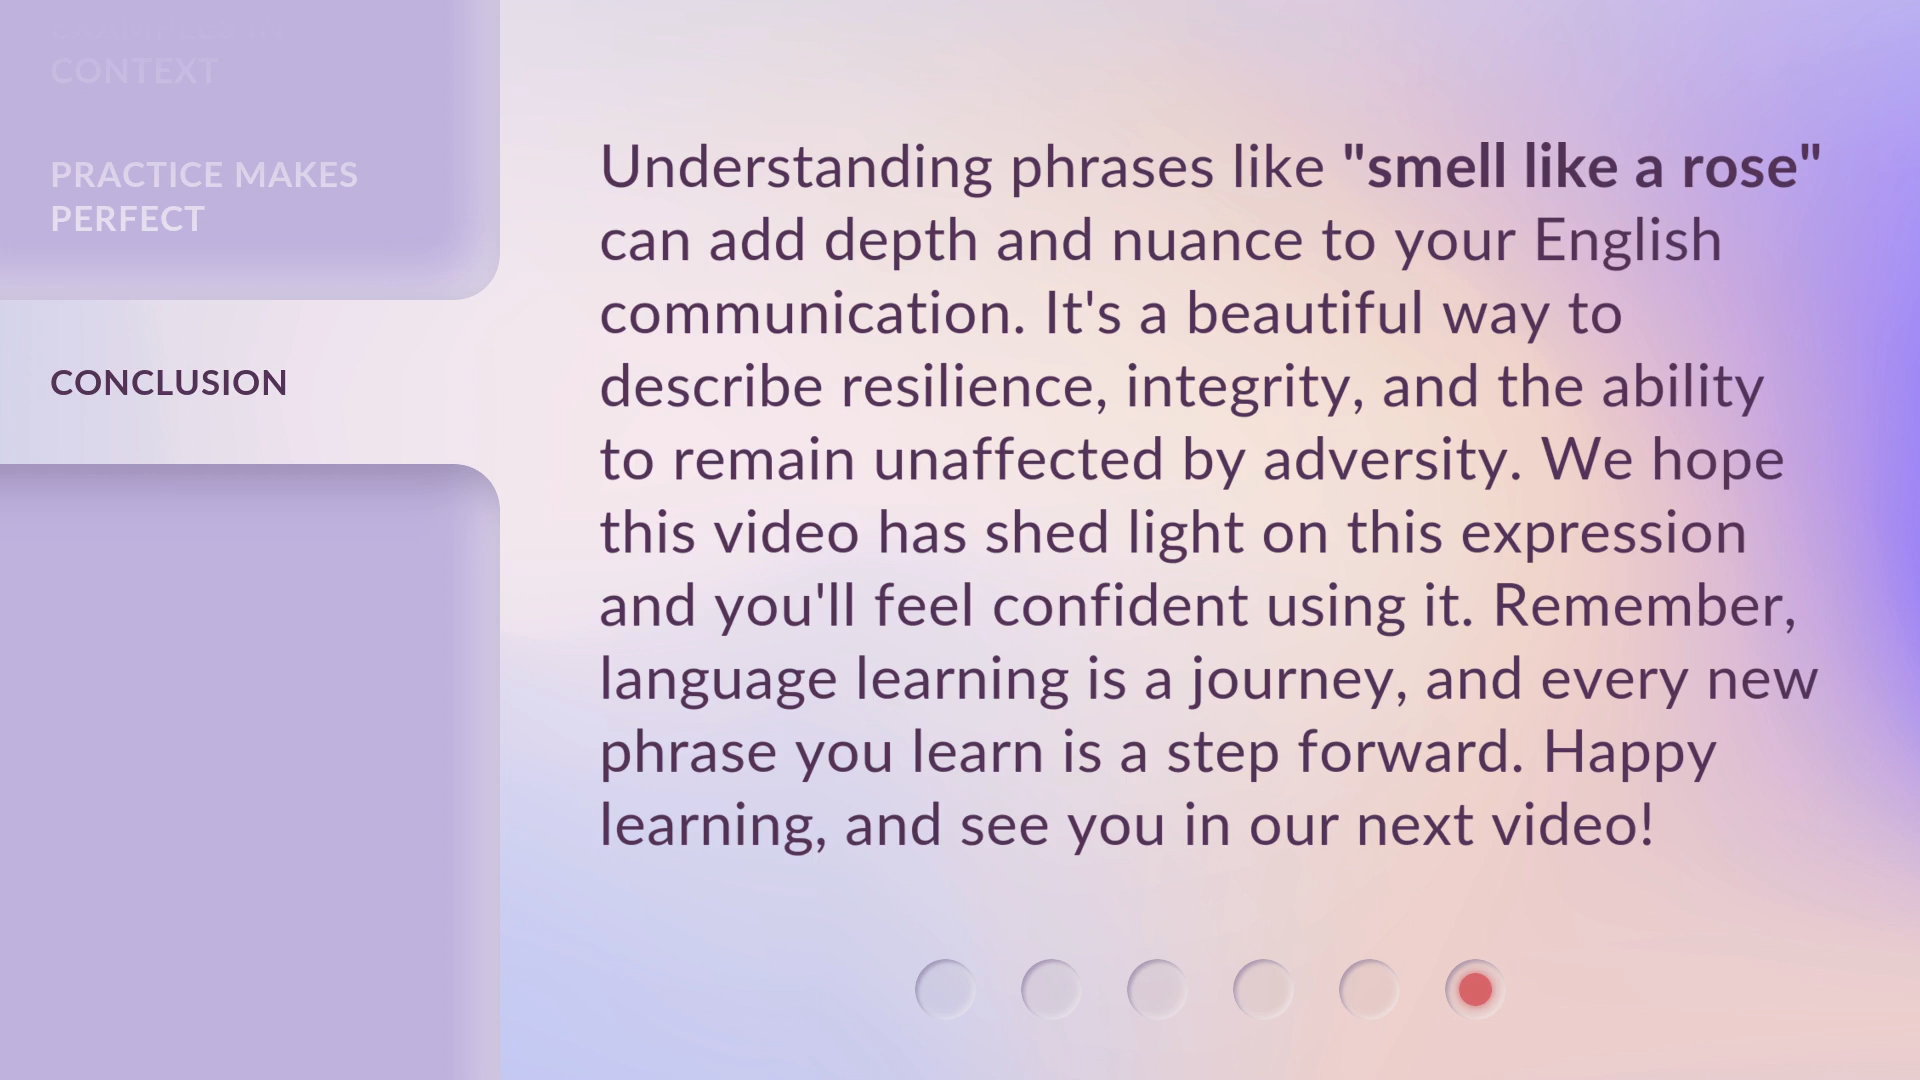 CONTEXT
PRACTICE MAKES
PERFECT
CONCLUSION
Understanding phrases like "smell like a rose"
can add depth and nuance to your English
communication. It's a beautiful way to
describe resilience, integrity, and the ability
to remain unaffected by adversity. We hope
this video has shed light on this expression
and you'll feel confident using it. Remember,
language learning is a journey, and every new
phrase you learn is a step forward. Happy
learning, and see you in our next video!